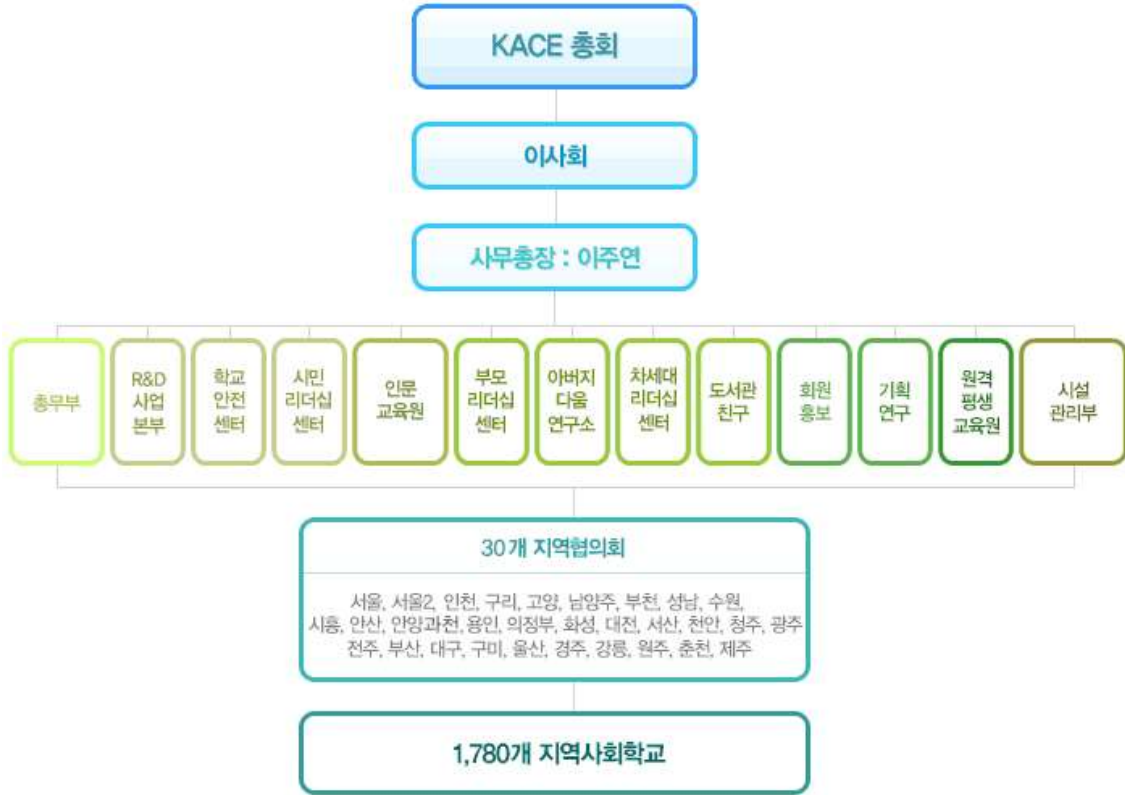 KACE 총회
이사회
사무총장 : 이주연
총무부
R&D
사업
본부
학교
안전
센터
시민
리더십
센터
인문
교육원
부모
리더십
센터
아버지
다움
연구소
차세대
리더십
센터
도서관
친구
회원
홍보
기획
연구
원격
평생
교육원
시설
관리부
30개 지역협의회
서울, 서울2, 인천, 구리, 고양, 남양주, 부천, 성남, 수원,
시흥, 안산, 안양과천, 용인, 의정부, 화성, 대전, 서산, 천안, 청주, 광주
전주, 부산, 대구, 구미, 울산, 경주, 강릉, 원주, 춘천, 제주
1,780개 지역사회학교